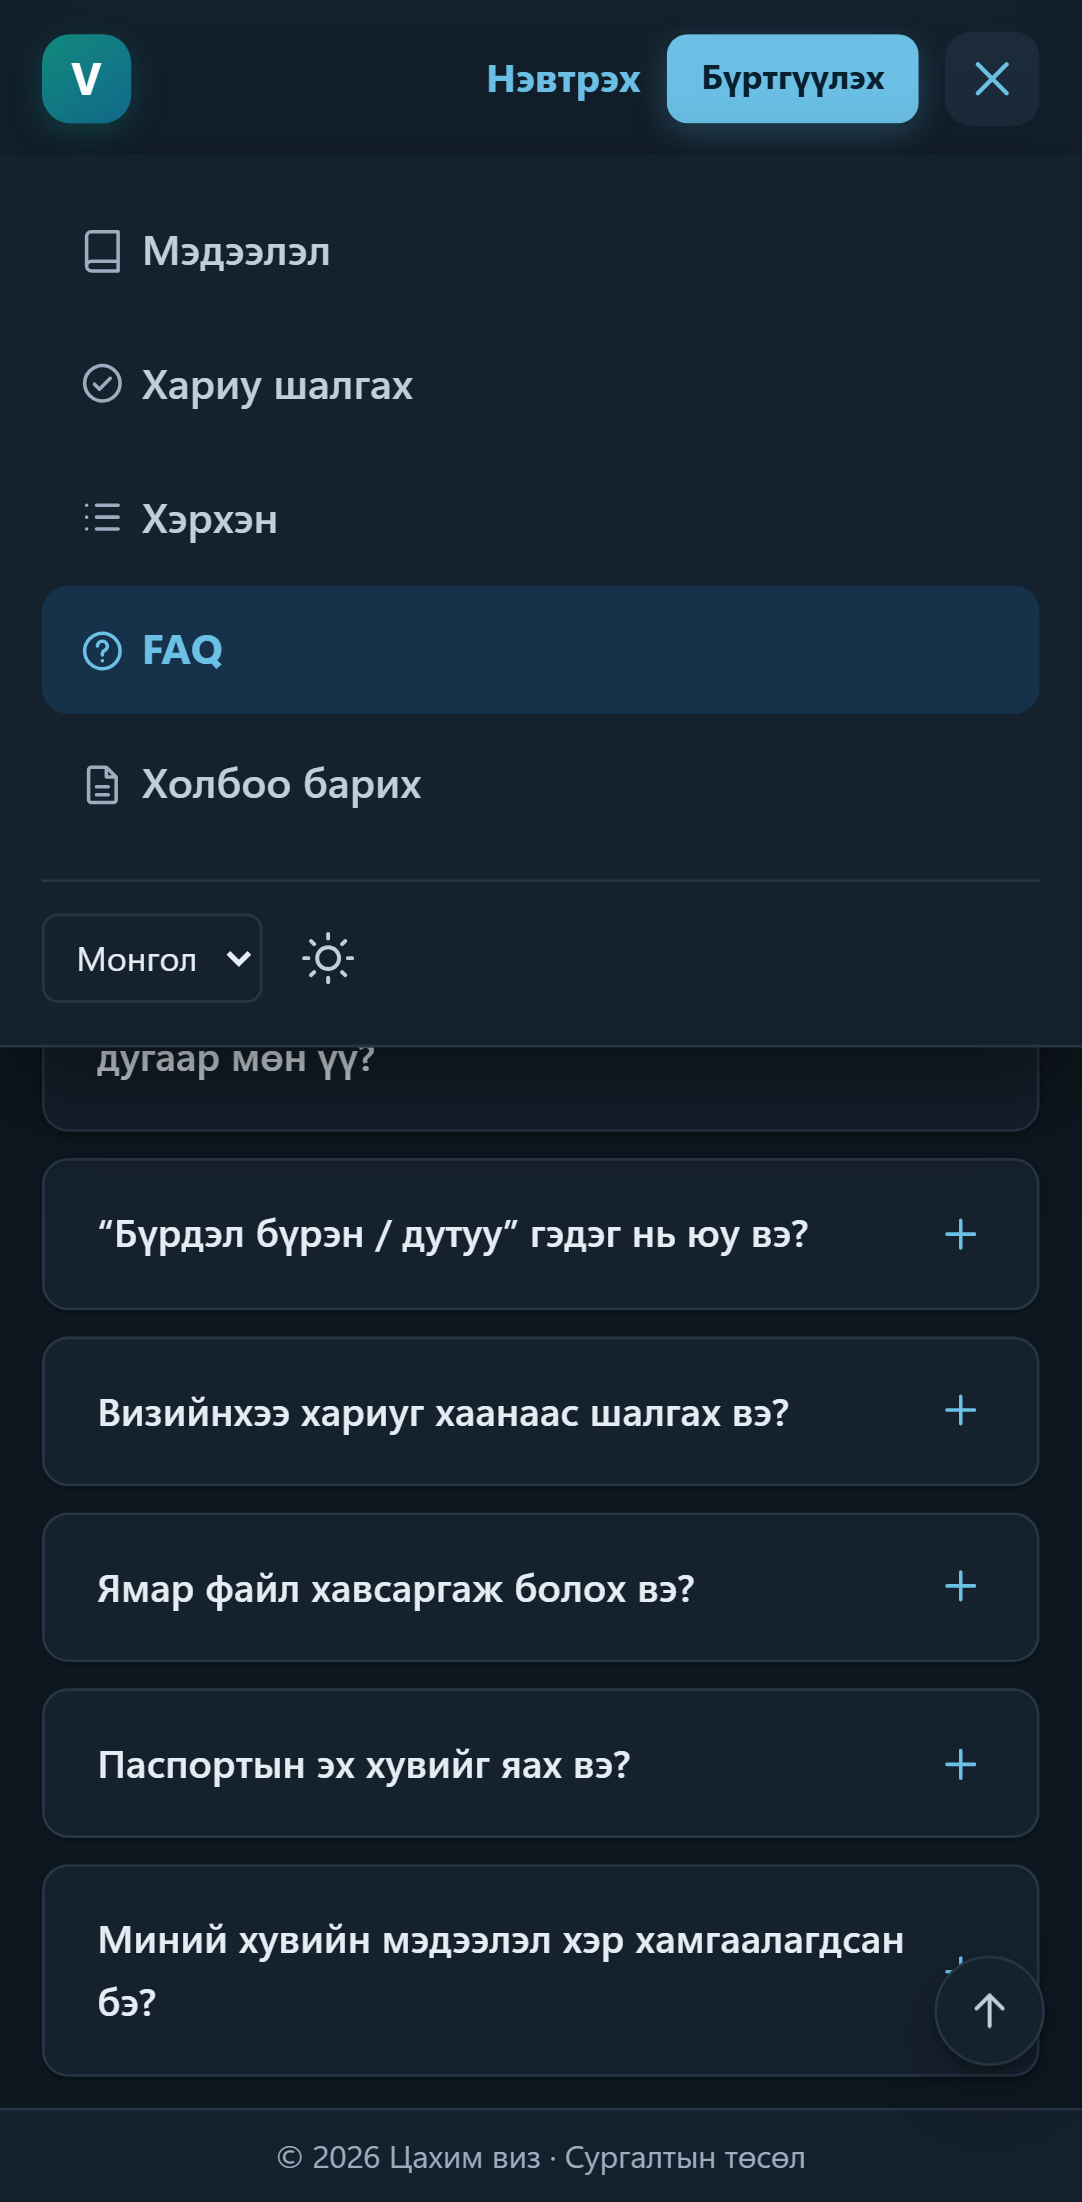 V
Нэвтрэх
Бүртгүүлэх
Мэдээлэл
Хариу шалгах
Хэрхэн
FAQ
Холбоо барих
Монгол
дугаар мөн үү?
“Бүрдэл бүрэн / дутуу” гэдэг нь юу вэ?
Визийнхээ хариуг хаанаас шалгах вэ?
Ямар файл хавсаргаж болох вэ?
Паспортын эх хувийг яах вэ?
Миний хувийн мэдээлэл хэр хамгаалагдсан
бэ?
© 2026 Цахим виз · Сургалтын төсөл